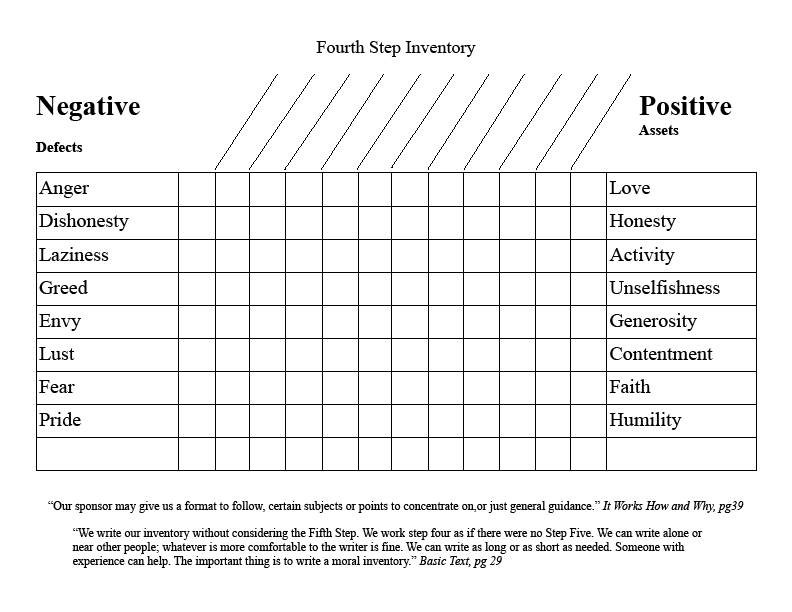 Fourth Step Inventory
Negative
Positive
Assets
Defects
Anger Love
Dishonesty Honesty
Laziness Activity
Greed Unselfishness
Envy Generosity
Lust Contentment
Fear Faith
Pride Humility
“Our sponsor may give us a format to follow, certain subjects or points to concentrate on,or just general guidance.” It Works How and Why, pg39
“We write our inventory without considering the Fifth Step. We work step four as if there were no Step Five. We can write alone or
near other people; whatever is more comfortable to the writer is fine. We can write as long or as short as needed. Someone with
experience can help. The important thing is to write a moral inventory.” Basic Text, pg 29